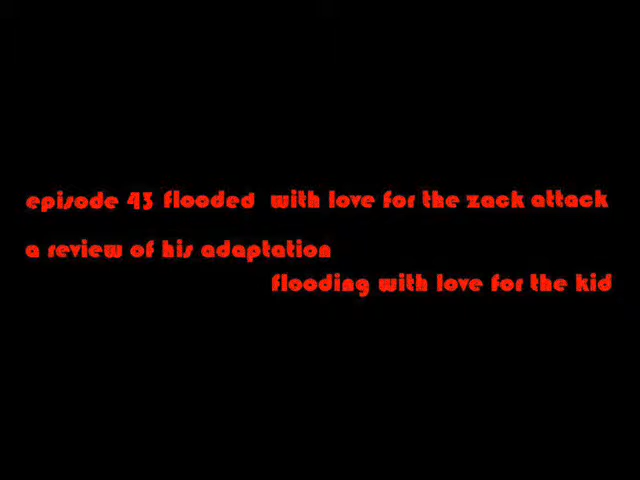 episode 43 flooded with love for the zack attack
a review of his adaptation
flooding with love for the kid